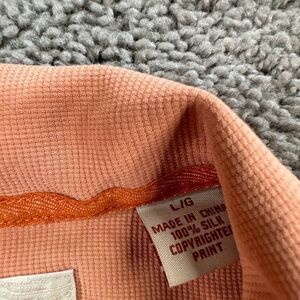 L/G
MADE IN CHINA
100% SILK
COPYRIGHTED
PRINT